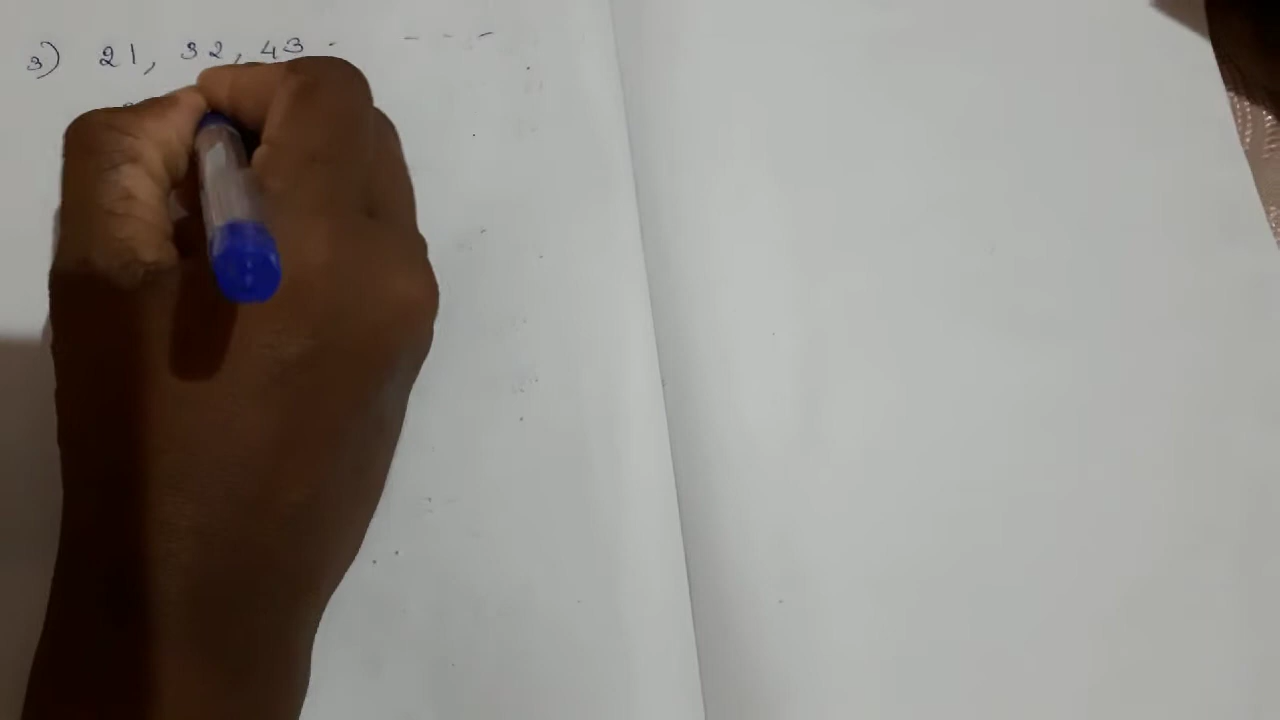 3) 21, 32, 43 - - - -